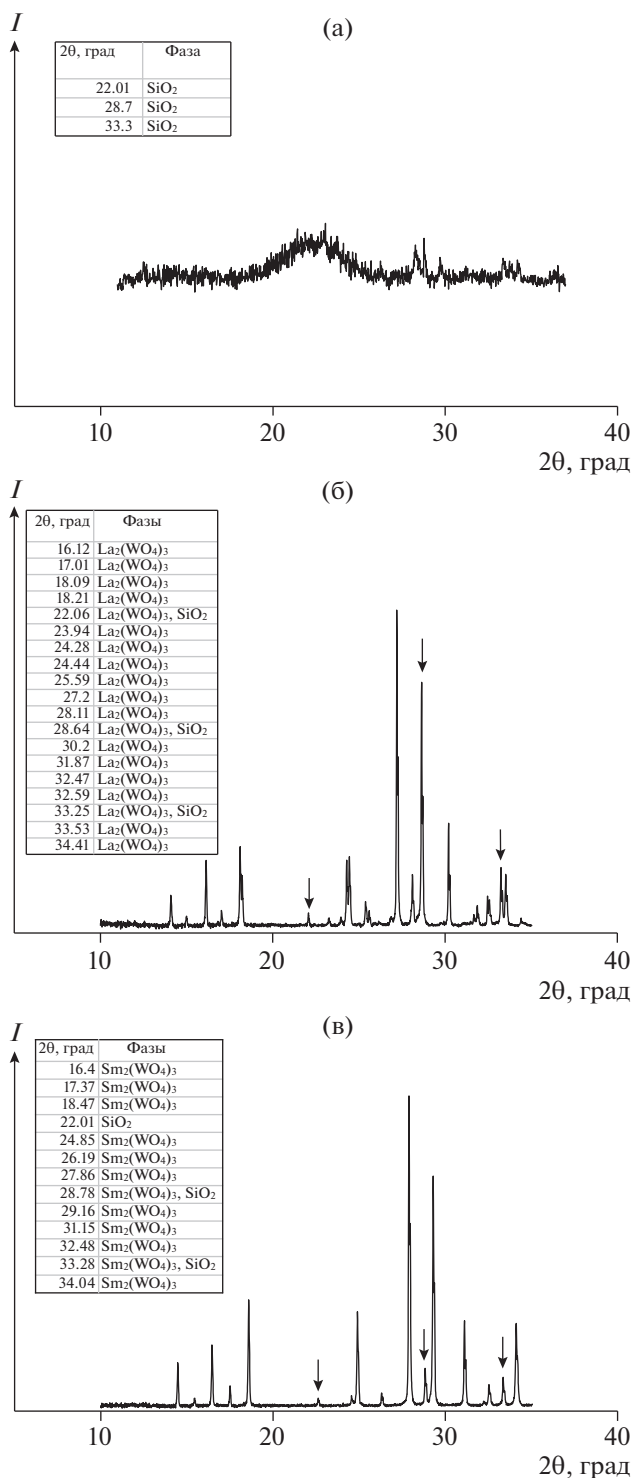 I
(а)
2θ, град Фаза
22.01 SiO₂
28.7 SiO₂
33.3 SiO₂
10 20 30 40
2θ, град
I
(б)
2θ, град Фазы
16.12 La₂(WO₄)₃
17.01 La₂(WO₄)₃
18.09 La₂(WO₄)₃
18.21 La₂(WO₄)₃
22.06 La₂(WO₄)₃, SiO₂
23.94 La₂(WO₄)₃
24.28 La₂(WO₄)₃
24.44 La₂(WO₄)₃
25.59 La₂(WO₄)₃
27.2 La₂(WO₄)₃
28.11 La₂(WO₄)₃
28.64 La₂(WO₄)₃, SiO₂
30.2 La₂(WO₄)₃
31.87 La₂(WO₄)₃
32.47 La₂(WO₄)₃
32.59 La₂(WO₄)₃
33.25 La₂(WO₄)₃, SiO₂
33.53 La₂(WO₄)₃
34.41 La₂(WO₄)₃
10 20 30 40
2θ, град
I
(в)
2θ, град Фазы
16.4 Sm₂(WO₄)₃
17.37 Sm₂(WO₄)₃
18.47 Sm₂(WO₄)₃
22.01 SiO₂
24.85 Sm₂(WO₄)₃
26.19 Sm₂(WO₄)₃
27.86 Sm₂(WO₄)₃
28.78 Sm₂(WO₄)₃, SiO₂
29.16 Sm₂(WO₄)₃
31.15 Sm₂(WO₄)₃
32.48 Sm₂(WO₄)₃
33.28 Sm₂(WO₄)₃, SiO₂
34.04 Sm₂(WO₄)₃
10 20 30 40
2θ, град